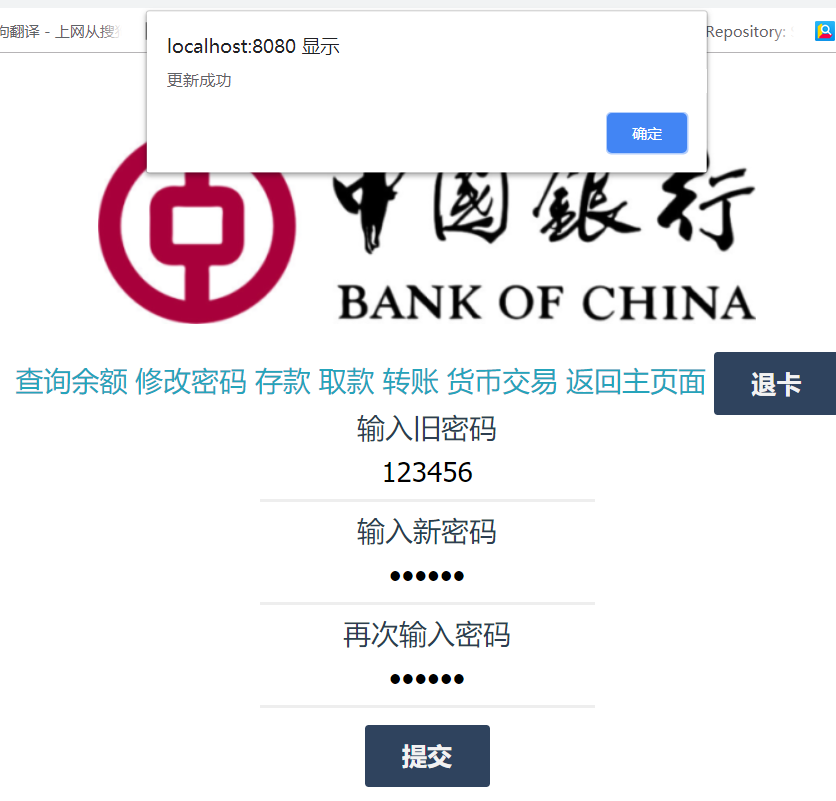 向翻译 - 上网从搜
Repository:
localhost:8080 显示
更新成功
确定
中國銀行
BANK OF CHINA
查询余额 修改密码 存款 取款 转账 货币交易 返回主页面 退卡
输入旧密码
123456
输入新密码
••••••
再次输入密码
••••••
提交